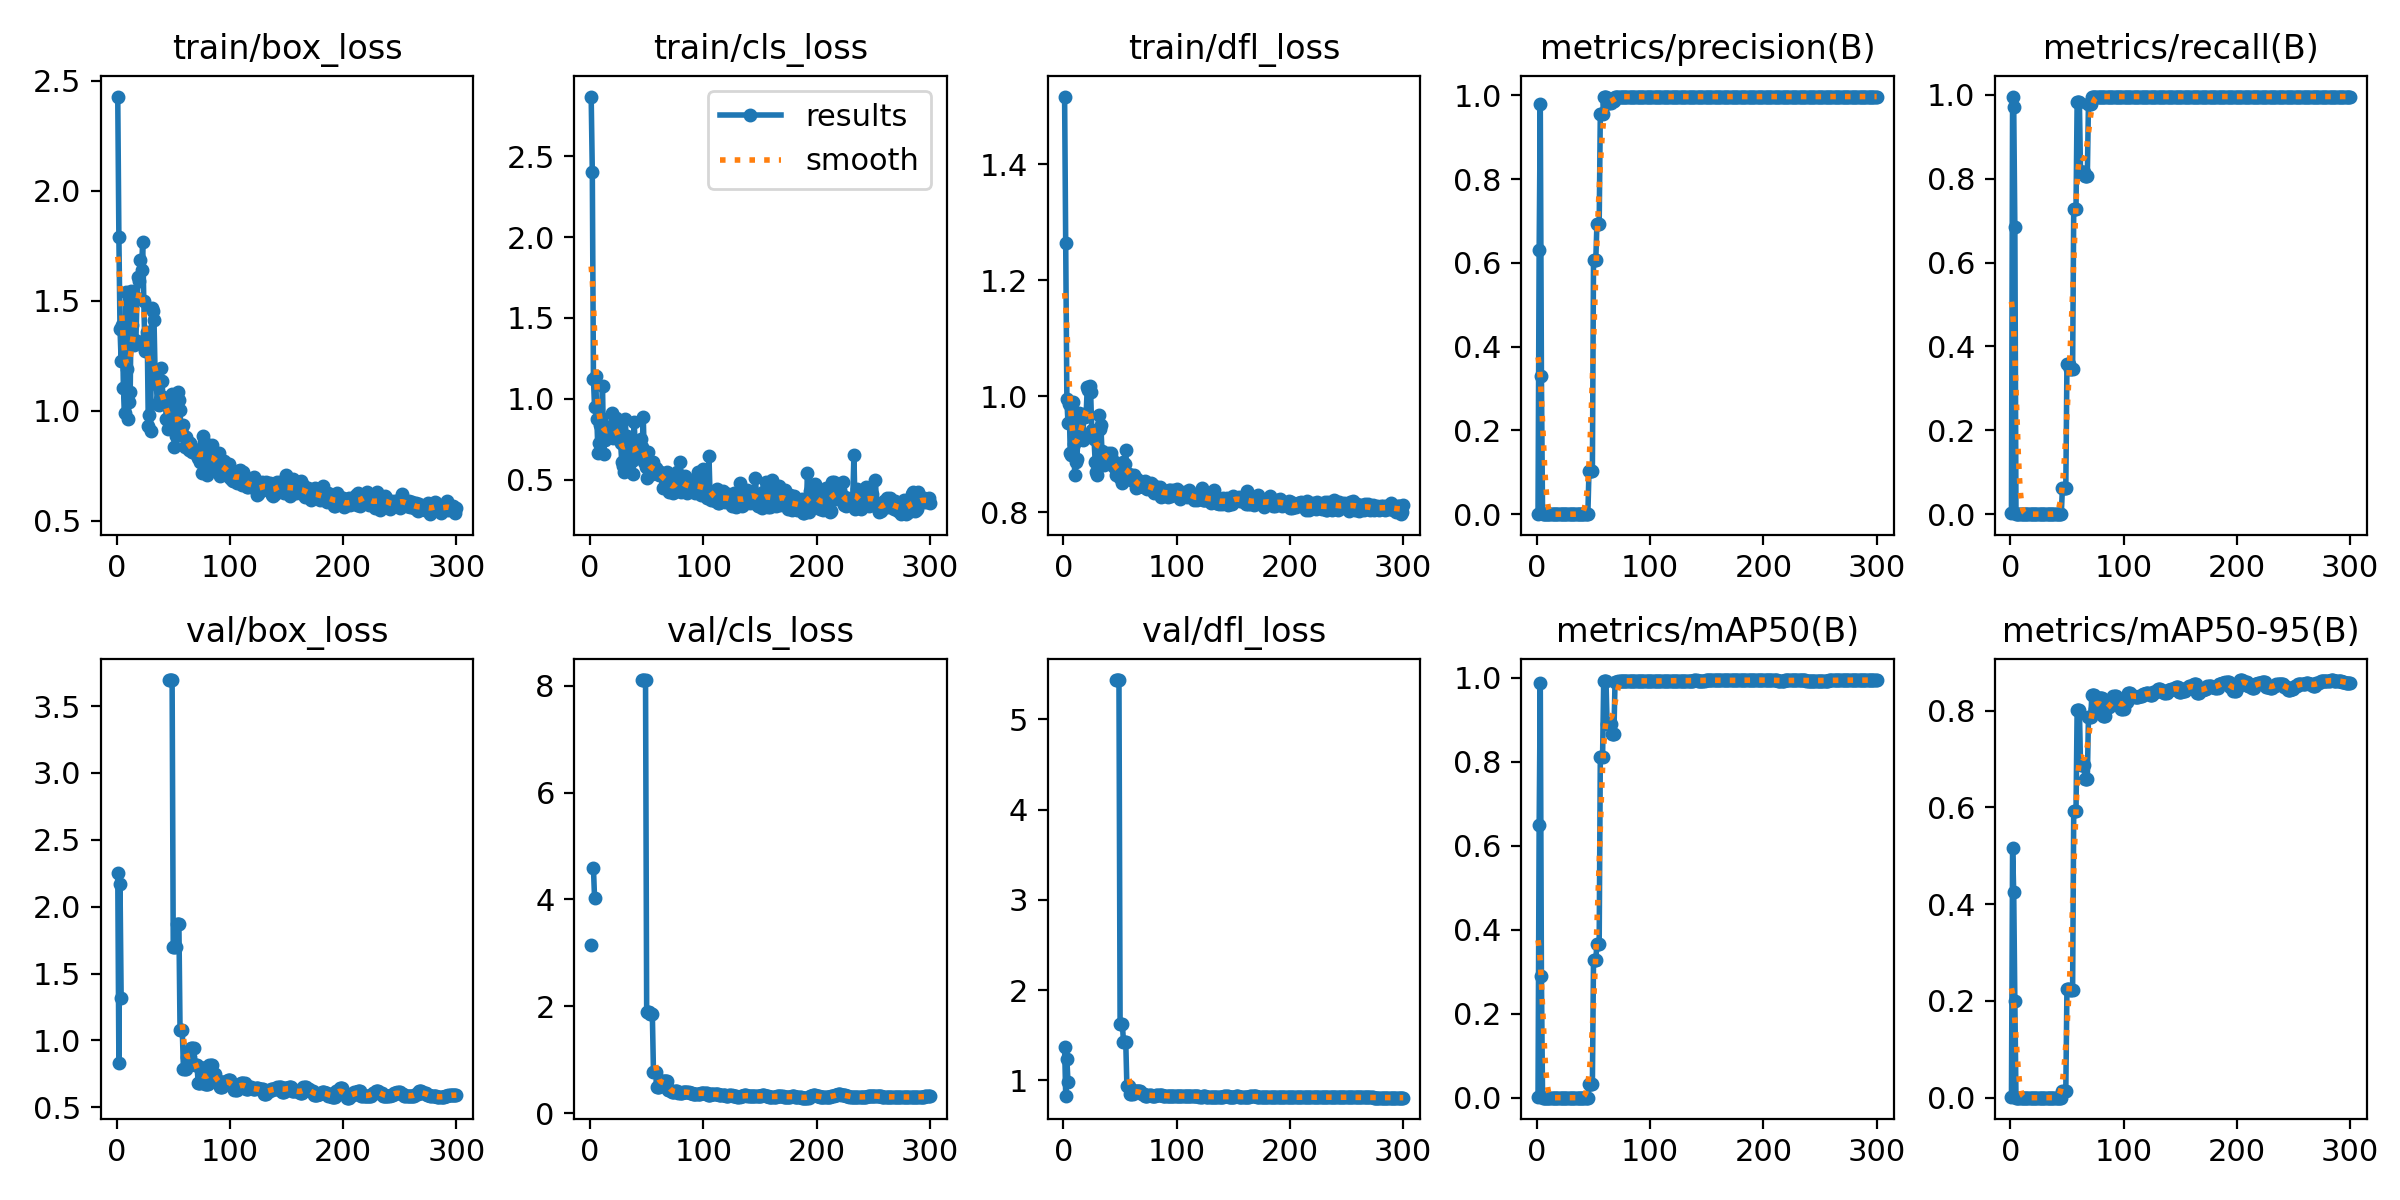 train/box_loss
2.5
2.0
1.5
1.0
0.5
0 100 200 300
train/cls_loss
results
smooth
2.5
2.0
1.5
1.0
0.5
0 100 200 300
train/dfl_loss
1.4
1.2
1.0
0.8
0 100 200 300
metrics/precision(B)
1.0
0.8
0.6
0.4
0.2
0.0
0 100 200 300
metrics/recall(B)
1.0
0.8
0.6
0.4
0.2
0.0
0 100 200 300
val/box_loss
3.5
3.0
2.5
2.0
1.5
1.0
0.5
0 100 200 300
val/cls_loss
8
6
4
2
0
0 100 200 300
val/dfl_loss
5
4
3
2
1
0 100 200 300
metrics/mAP50(B)
1.0
0.8
0.6
0.4
0.2
0.0
0 100 200 300
metrics/mAP50-95(B)
0.8
0.6
0.4
0.2
0.0
0 100 200 300